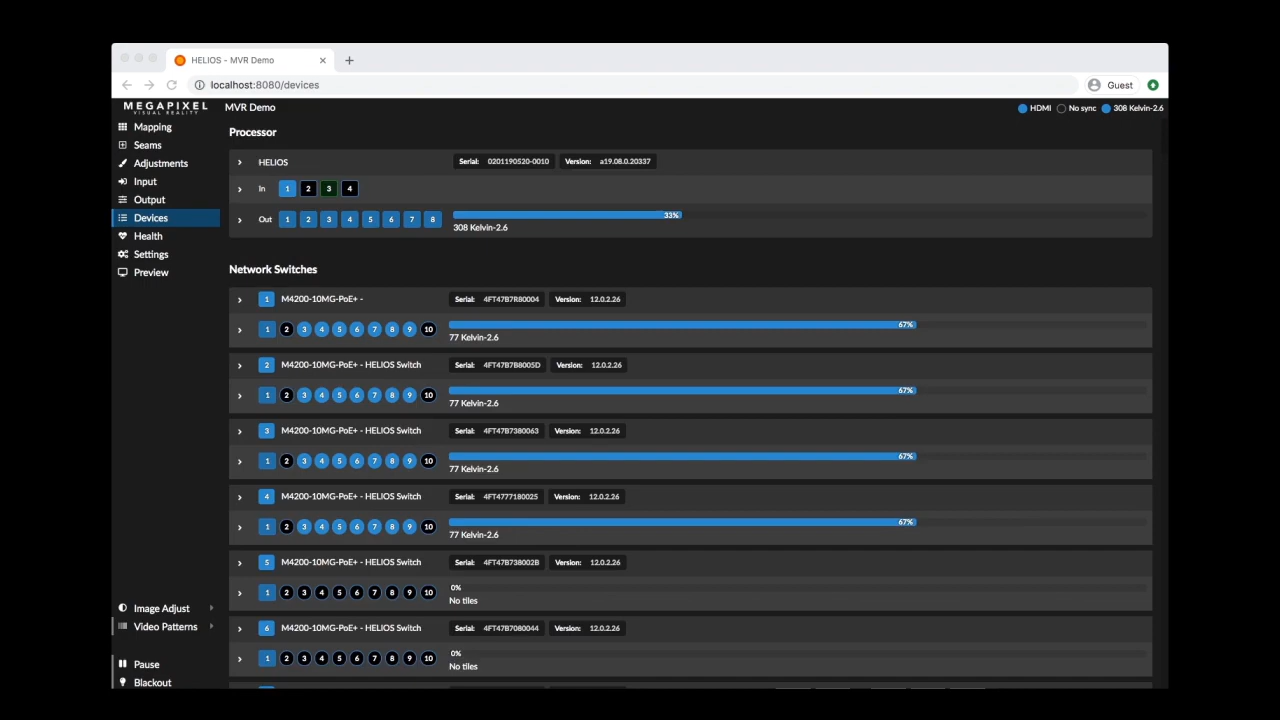 HELIOS - MVR Demo
localhost:8080/devices
Guest
MEGAPIXEL
VISUAL REALITY
MVR Demo
HDMI No sync 308 Kelvin-2.6
Mapping
Seams
Adjustments
Input
Output
Devices
Health
Settings
Preview
Image Adjust
Video Patterns
Pause
Blackout
Processor
HELIOS Serial: 0201190520-0010 Version: a19.08.0.20337
In 1 2 3 4
Out 1 2 3 4 5 6 7 8 33%
308 Kelvin-2.6
Network Switches
1 M4200-10MG-PoE+ - Serial: 4FT47B7R80004 Version: 12.0.2.26
1 2 3 4 5 6 7 8 9 10 67%
77 Kelvin-2.6
2 M4200-10MG-PoE+ - HELIOS Switch Serial: 4FT47B7B8005D Version: 12.0.2.26
1 2 3 4 5 6 7 8 9 10 67%
77 Kelvin-2.6
3 M4200-10MG-PoE+ - HELIOS Switch Serial: 4FT47B7380063 Version: 12.0.2.26
1 2 3 4 5 6 7 8 9 10 67%
77 Kelvin-2.6
4 M4200-10MG-PoE+ - HELIOS Switch Serial: 4FT4777180025 Version: 12.0.2.26
1 2 3 4 5 6 7 8 9 10 67%
77 Kelvin-2.6
5 M4200-10MG-PoE+ - HELIOS Switch Serial: 4FT47B738002B Version: 12.0.2.26
1 2 3 4 5 6 7 8 9 10 0%
No tiles
6 M4200-10MG-PoE+ - HELIOS Switch Serial: 4FT47B7080044 Version: 12.0.2.26
1 2 3 4 5 6 7 8 9 10 0%
No tiles